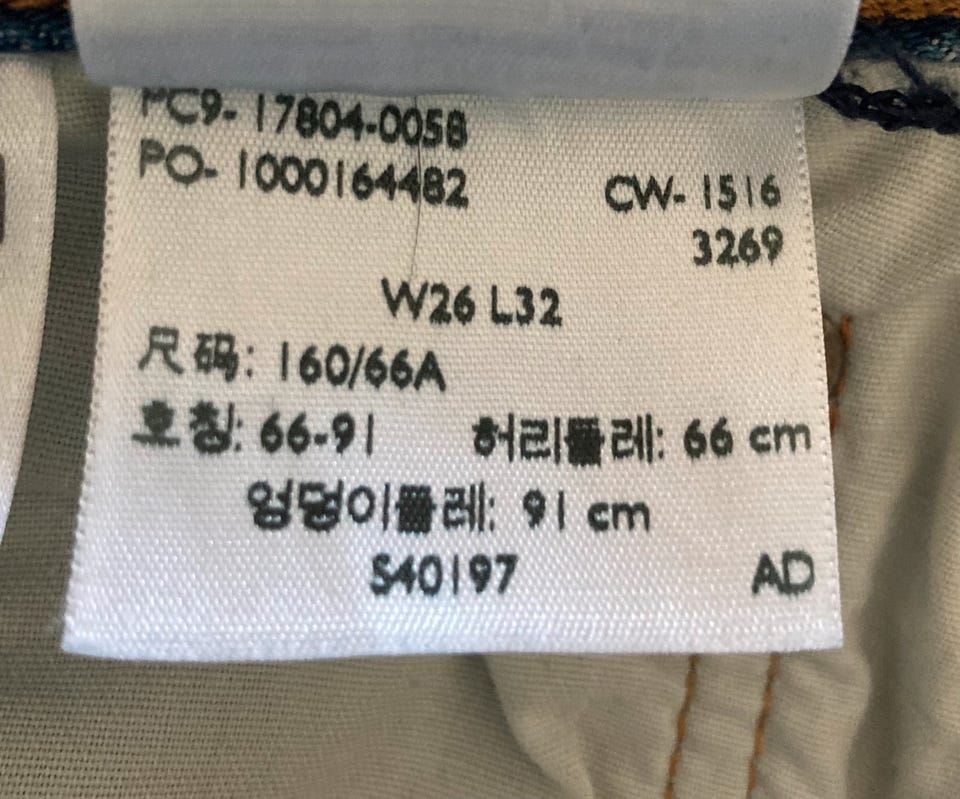 PC9- 17804-0058
PO- 1000164482
CW- 1516
3269
W26 L32
尺码: 160/66A
호칭: 66-91 허리둘레: 66 cm
엉덩이둘레: 91 cm
S40197 AD